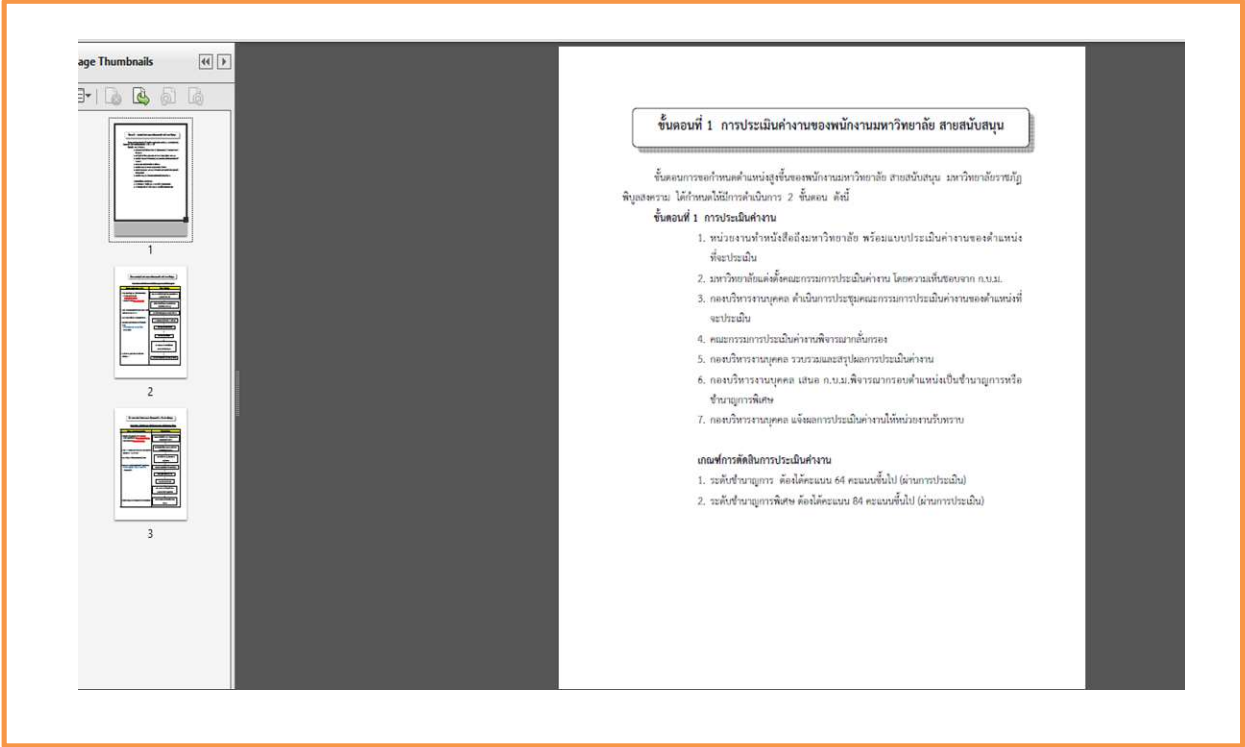 age Thumbnails
ขั้นตอนที่ 1 การประเมินค่างานของพนักงานมหาวิทยาลัย สายสนับสนุน
ขั้นตอนการขอกำหนดตำแหน่งสูงขึ้นของพนักงานมหาวิทยาลัย สายสนับสนุน มหาวิทยาลัยราชภัฏ
พิบูลสงคราม ได้กำหนดให้มีการดำเนินการ 2 ขั้นตอน ดังนี้
ขั้นตอนที่ 1 การประเมินค่างาน
1. หน่วยงานทำหนังสือถึงมหาวิทยาลัย พร้อมแบบประเมินค่างานของตำแหน่ง
ที่จะประเมิน
2. มหาวิทยาลัยแต่งตั้งคณะกรรมการประเมินค่างาน โดยความเห็นชอบจาก ก.บ.ม.
3. กองบริหารงานบุคคล ดำเนินการประชุมคณะกรรมการประเมินค่างานของตำแหน่งที่
จะประเมิน
4. คณะกรรมการประเมินค่างานพิจารณากลั่นกรอง
5. กองบริหารงานบุคคล รวบรวมและสรุปผลการประเมินค่างาน
6. กองบริหารงานบุคคล เสนอ ก.บ.ม.พิจารณากรอบตำแหน่งเป็นชำนาญการหรือ
ชำนาญการพิเศษ
7. กองบริหารงานบุคคล แจ้งผลการประเมินค่างานให้หน่วยงานรับทราบ
เกณฑ์การตัดสินการประเมินค่างาน
1. ระดับชำนาญการ ต้องได้คะแนน 64 คะแนนขึ้นไป (ผ่านการประเมิน)
2. ระดับชำนาญการพิเศษ ต้องได้คะแนน 84 คะแนนขึ้นไป (ผ่านการประเมิน)
1
2
3